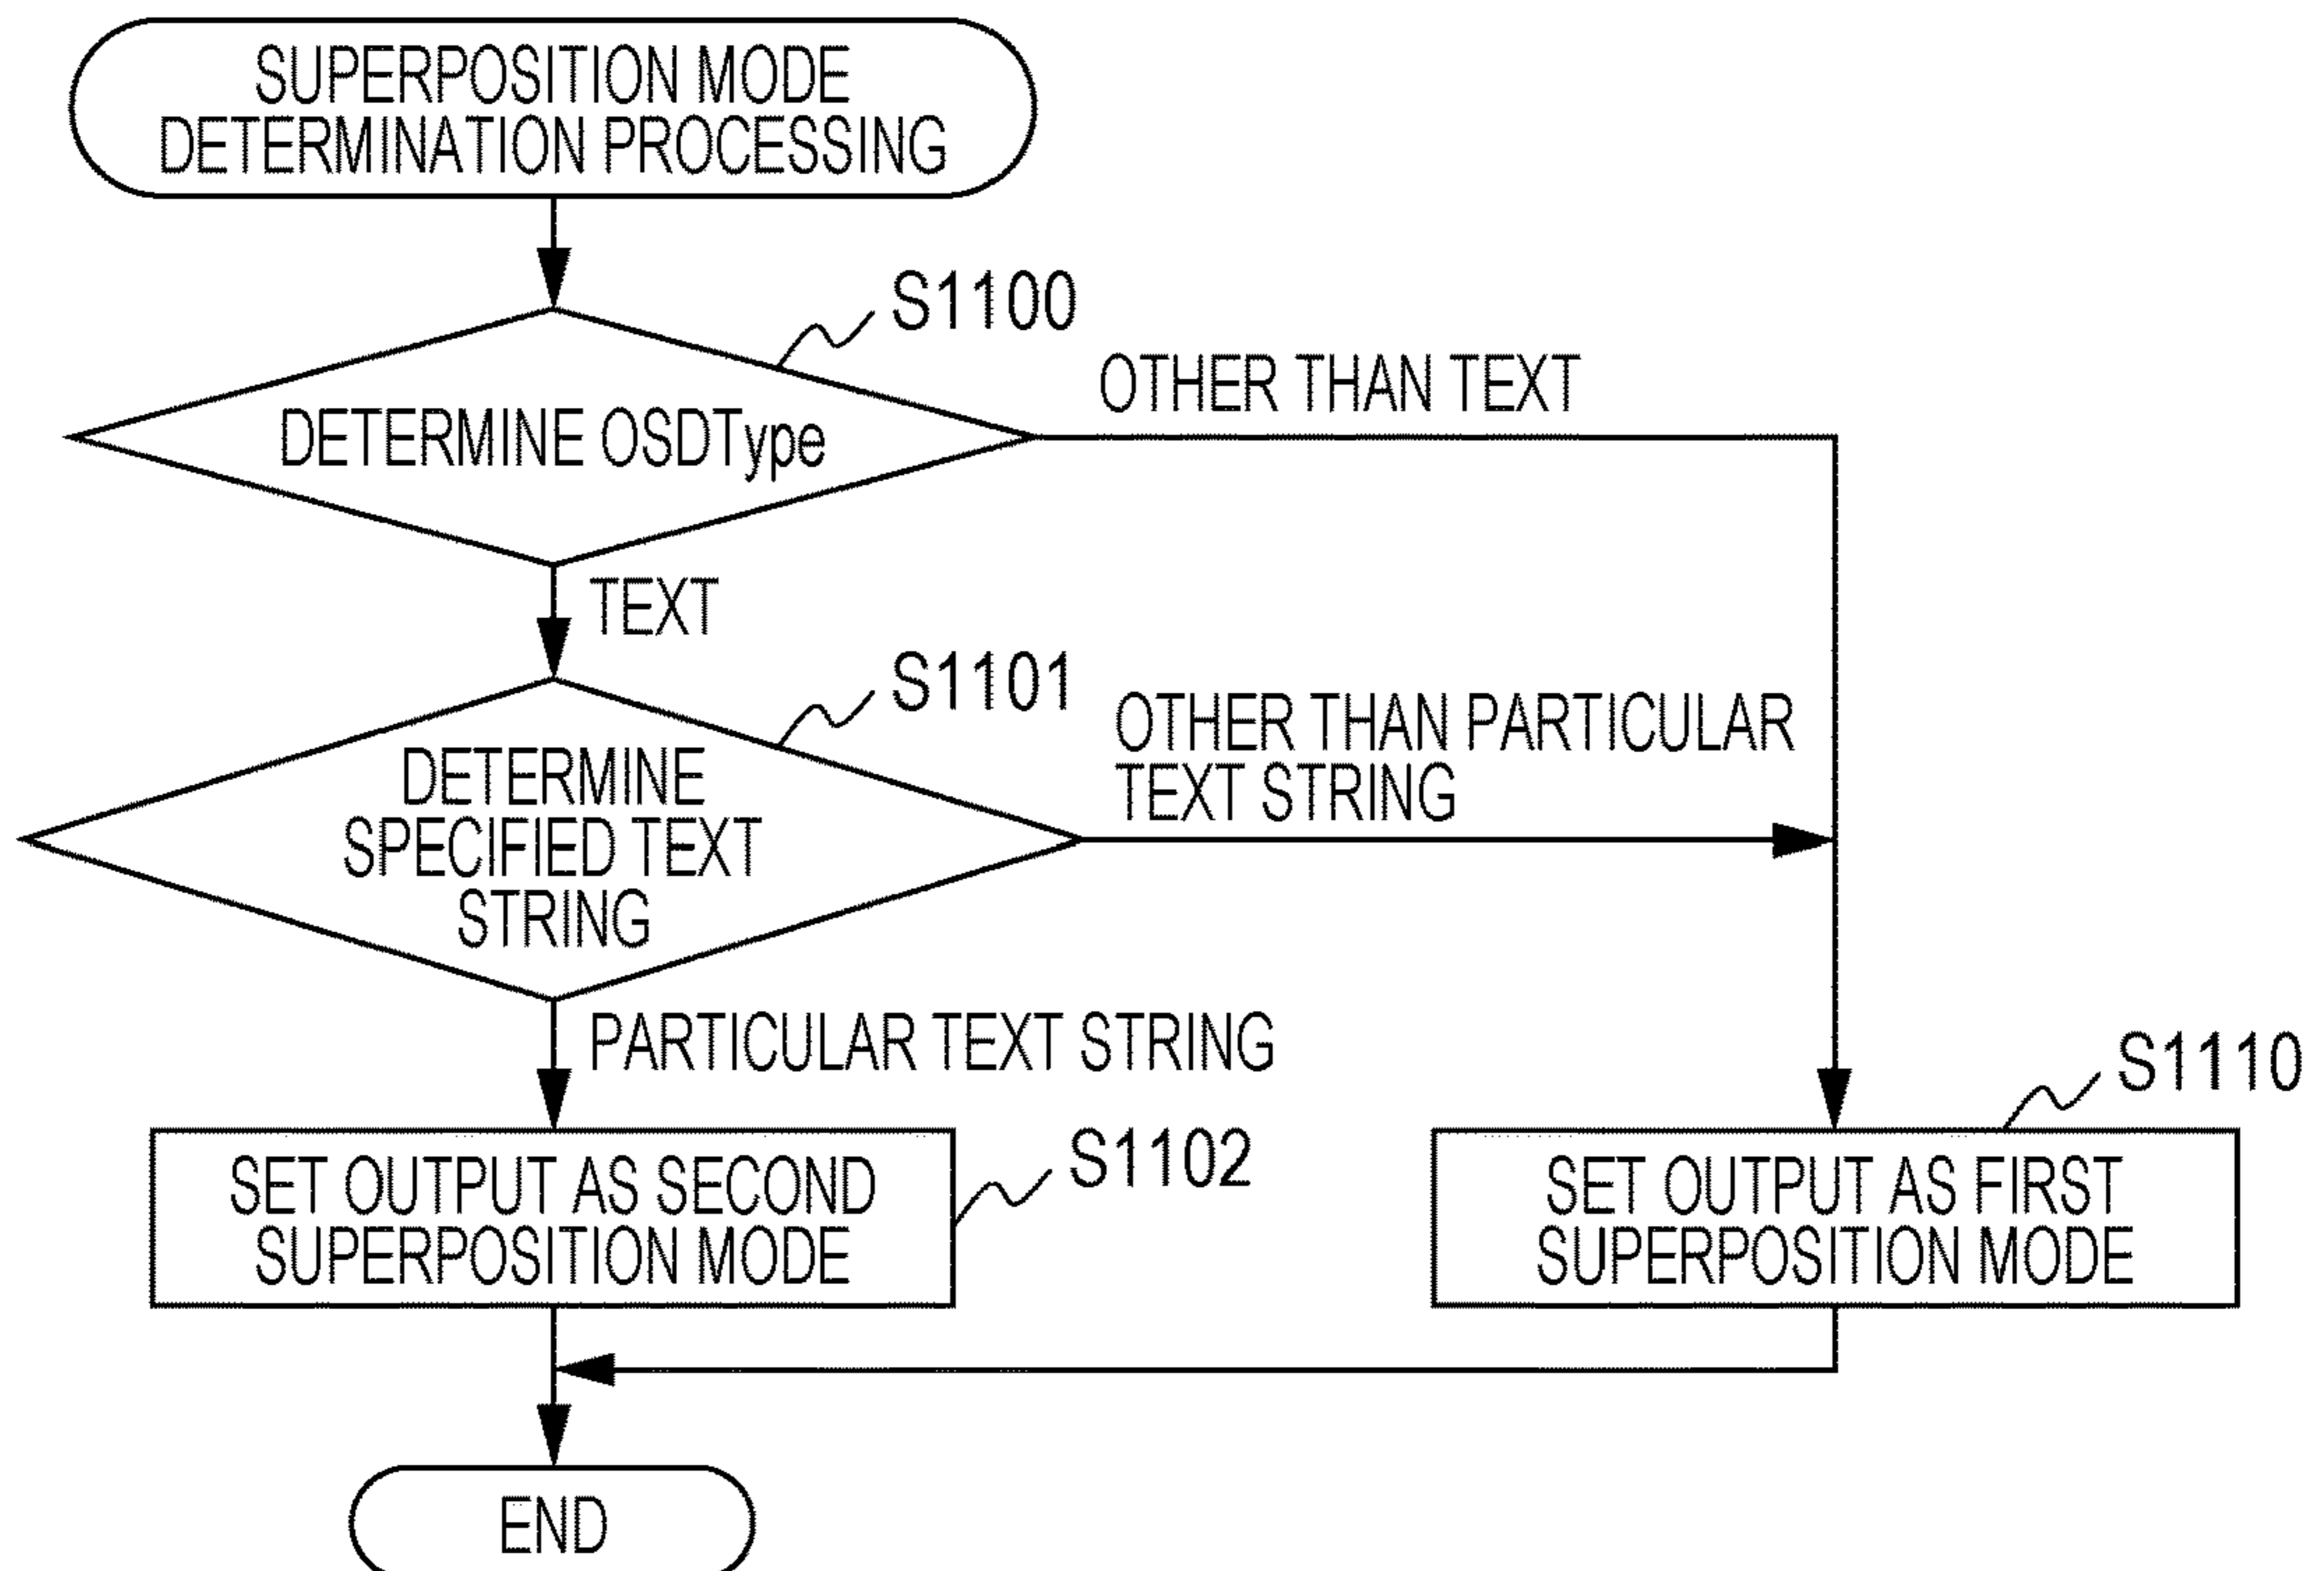 SUPERPOSITION MODE
DETERMINATION PROCESSING
S1100
OTHER THAN TEXT
DETERMINE OSDType
TEXT
S1101
OTHER THAN PARTICULAR
TEXT STRING
DETERMINE
SPECIFIED TEXT
STRING
PARTICULAR TEXT STRING
S1110
S1102
SET OUTPUT AS SECOND
SUPERPOSITION MODE
SET OUTPUT AS FIRST
SUPERPOSITION MODE
END